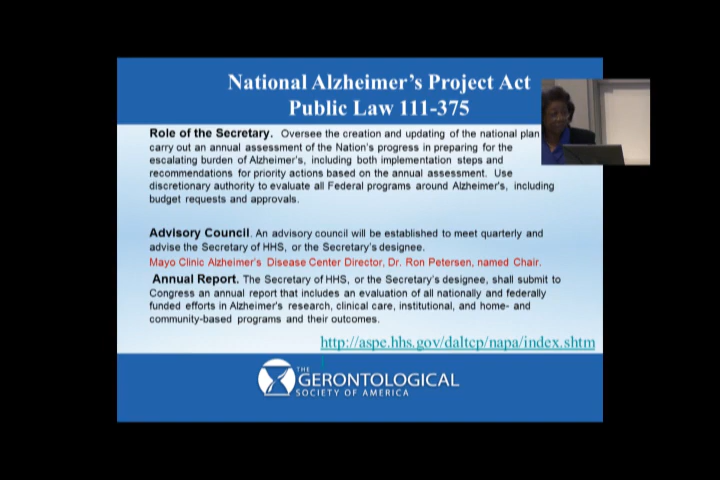 National Alzheimer's Project Act
Public Law 111-375
Role of the Secretary. Oversee the creation and updating of the national plan
carry out an annual assessment of the Nation's progress in preparing for the
escalating burden of Alzheimer's, including both implementation steps and
recommendations for priority actions based on the annual assessment. Use
discretionary authority to evaluate all Federal programs around Alzheimer's, including
budget requests and approvals.
Advisory Council. An advisory council will be established to meet quarterly and
advise the Secretary of HHS, or the Secretary's designee.
Mayo Clinic Alzheimer's Disease Center Director, Dr. Ron Petersen, named Chair.
Annual Report. The Secretary of HHS, or the Secretary's designee, shall submit to
Congress an annual report that includes an evaluation of all nationally and federally
funded efforts in Alzheimer's research, clinical care, institutional, and home- and
community-based programs and their outcomes.
http://aspe.hhs.gov/daltcp/napa/index.shtm
THE
GERONTOLOGICAL
SOCIETY OF AMERICA